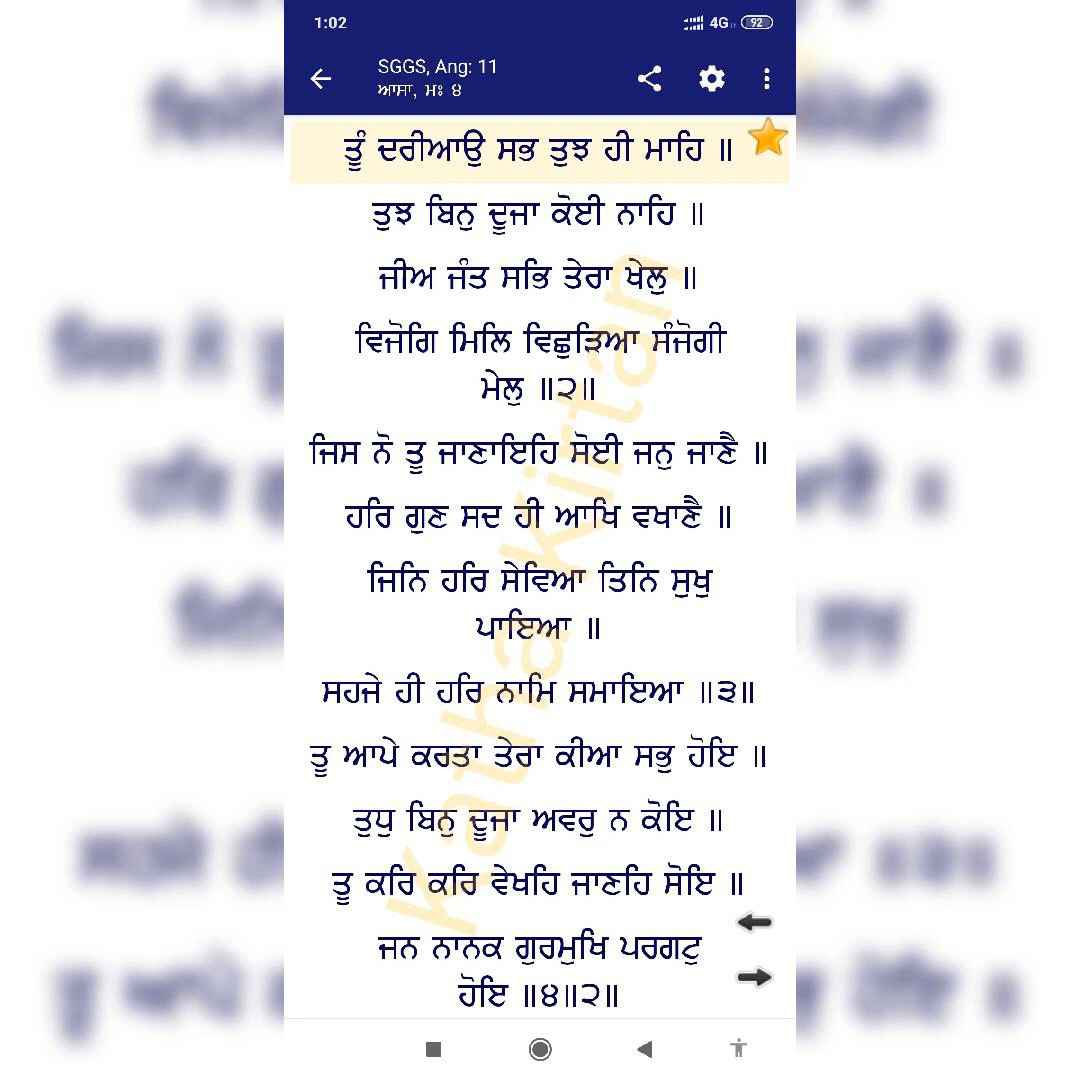 1:02
4G 92
SGGS, Ang: 11
ਆਸਾ, ਮਃ ੪
ਤੂੰ ਦਰੀਆਉ ਸਭ ਤੁਝ ਹੀ ਮਾਹਿ ॥
ਤੁਝ ਬਿਨੁ ਦੂਜਾ ਕੋਈ ਨਾਹਿ ॥
ਜੀਅ ਜੰਤ ਸਭਿ ਤੇਰਾ ਖੇਲੁ ॥
ਵਿਜੋਗਿ ਮਿਲਿ ਵਿਛੁੜਿਆ ਸੰਜੋਗੀ
ਮੇਲੁ ॥੨॥
ਜਿਸ ਨੋ ਤੂ ਜਾਣਾਇਹਿ ਸੋਈ ਜਨੁ ਜਾਣੈ ॥
ਹਰਿ ਗੁਣ ਸਦ ਹੀ ਆਖਿ ਵਖਾਣੈ ॥
ਜਿਨਿ ਹਰਿ ਸੇਵਿਆ ਤਿਨਿ ਸੁਖੁ
ਪਾਇਆ ॥
ਸਹਜੇ ਹੀ ਹਰਿ ਨਾਮਿ ਸਮਾਇਆ ॥੩॥
ਤੂ ਆਪੇ ਕਰਤਾ ਤੇਰਾ ਕੀਆ ਸਭੁ ਹੋਇ ॥
ਤੁਧੁ ਬਿਨੁ ਦੂਜਾ ਅਵਰੁ ਨ ਕੋਇ ॥
ਤੂ ਕਰਿ ਕਰਿ ਵੇਖਹਿ ਜਾਣਹਿ ਸੋਇ ॥
ਜਨ ਨਾਨਕ ਗੁਰਮੁਖਿ ਪਰਗਟੁ
ਹੋਇ ॥੪॥੨॥
Katha Kirtan